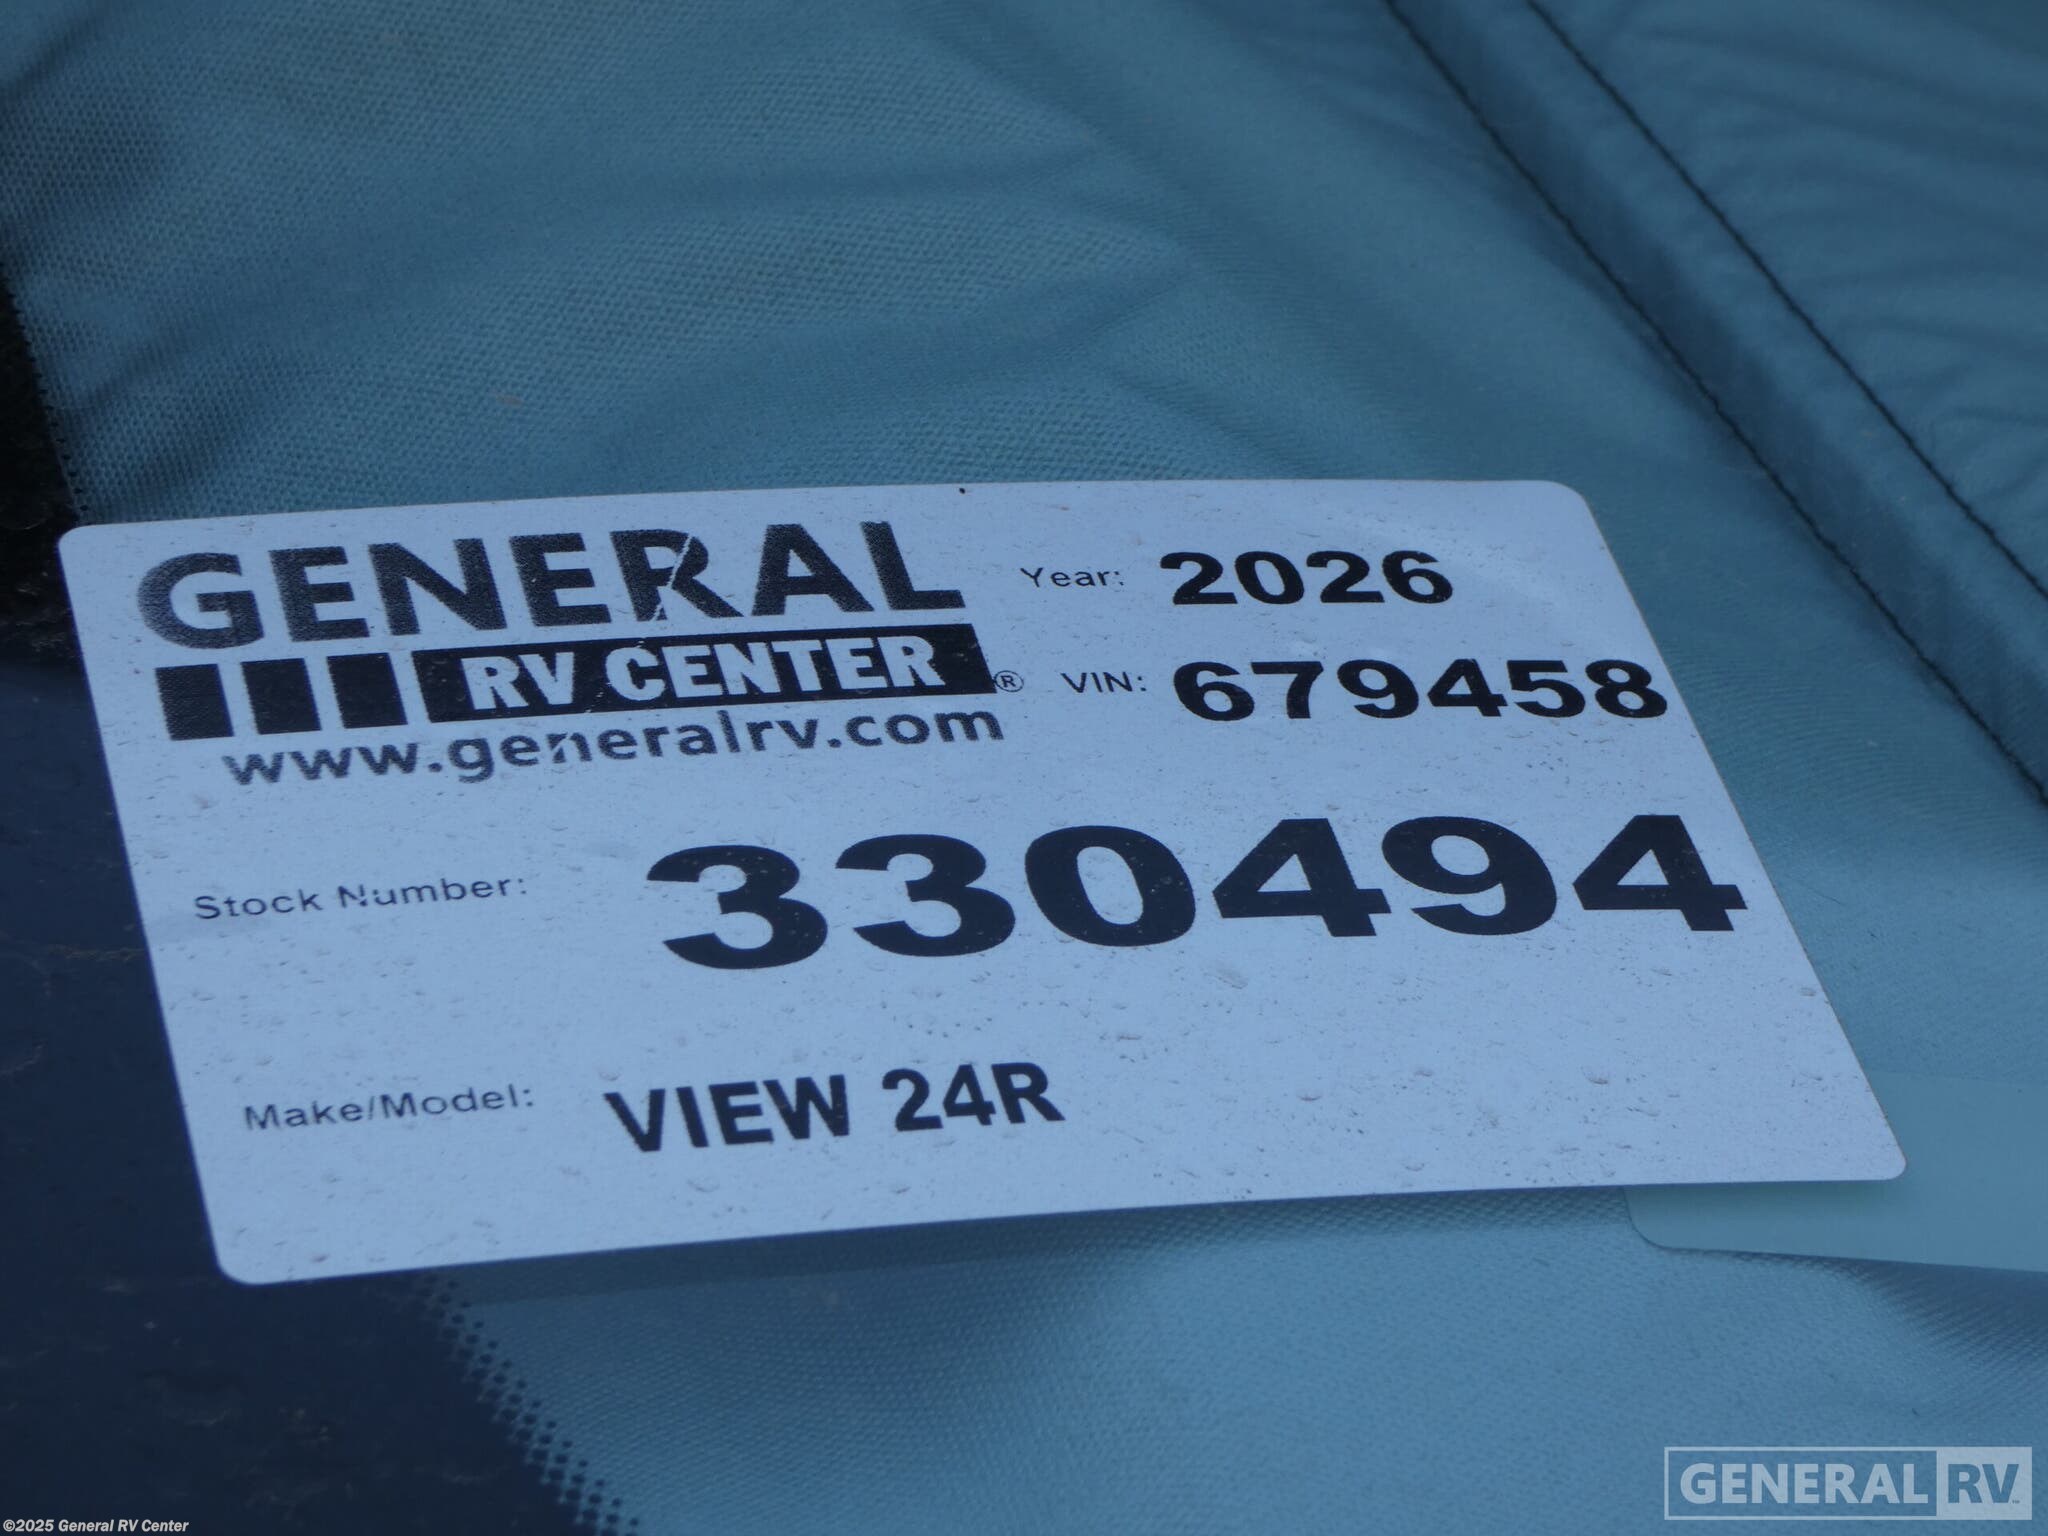 GENERAL
RV CENTER®
www.generalrv.com
Year: 2026
VIN: 679458
Stock Number: 330494
Make/Model: VIEW 24R
©2025 General RV Center
GENERAL RV